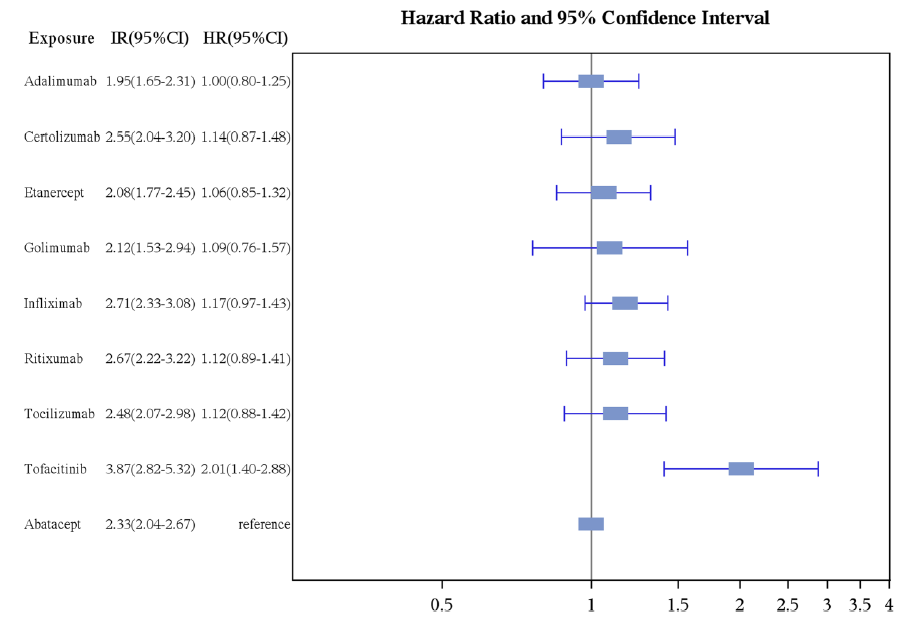 Hazard Ratio and 95% Confidence Interval
Exposure IR(95%CI) HR(95%CI)
Adalimumab 1.95(1.65-2.31) 1.00(0.80-1.25)
Certolizumab 2.55(2.04-3.20) 1.14(0.87-1.48)
Etanercept 2.08(1.77-2.45) 1.06(0.85-1.32)
Golimumab 2.12(1.53-2.94) 1.09(0.76-1.57)
Infliximab 2.71(2.33-3.08) 1.17(0.97-1.43)
Ritixumab 2.67(2.22-3.22) 1.12(0.89-1.41)
Tocilizumab 2.48(2.07-2.98) 1.12(0.88-1.42)
Tofacitinib 3.87(2.82-5.32) 2.01(1.40-2.88)
Abatacept 2.33(2.04-2.67) reference
0.5 1 1.5 2 2.5 3 3.5 4